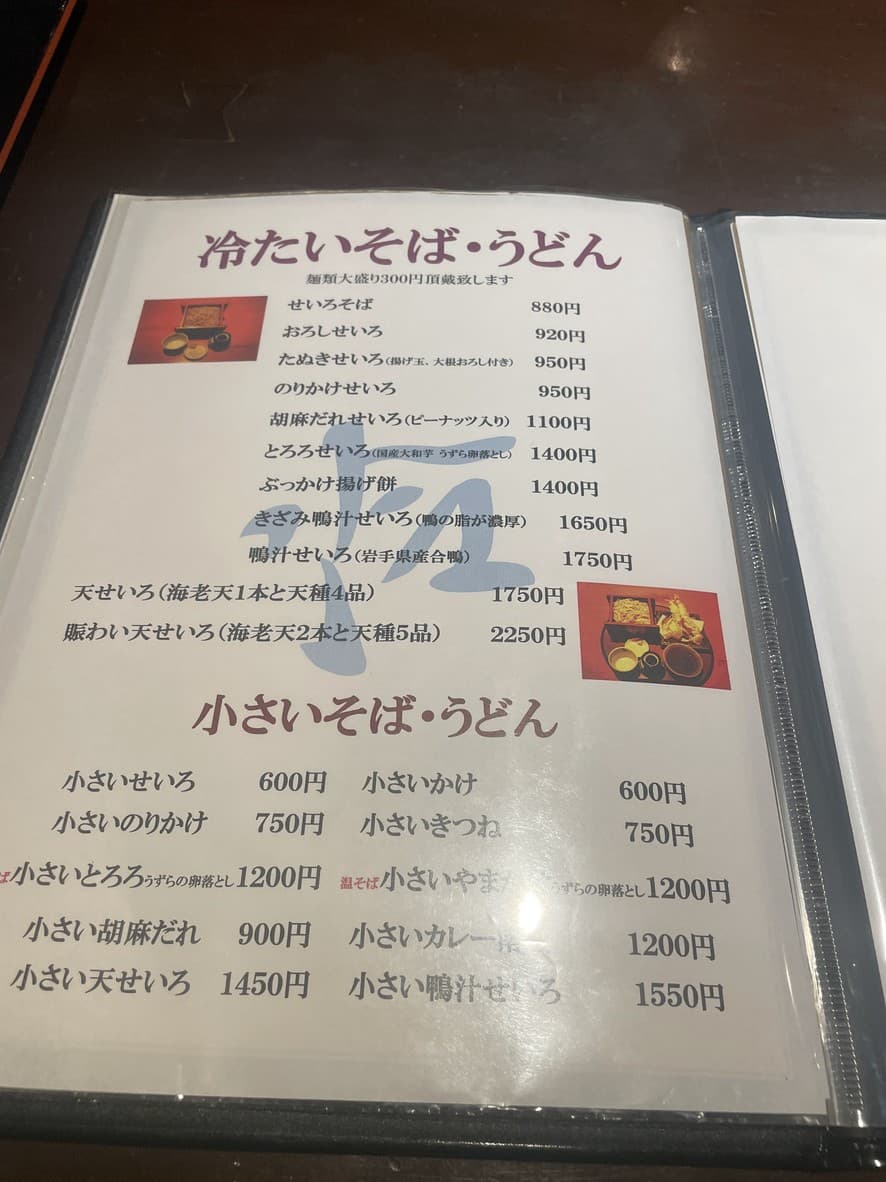 冷たいそば・うどん
麺類大盛り300円頂戴致します
せいろそば 880円
おろしせいろ 920円
たぬきせいろ(揚げ玉、大根おろし付き) 950円
のりかけせいろ 950円
胡麻だれせいろ(ピーナッツ入り) 1100円
とろろせいろ(国産大和芋 うずら卵落とし) 1400円
ぶっかけ揚げ餅 1400円
きざみ鴨汁せいろ(鴨の脂が濃厚) 1650円
鴨汁せいろ(岩手県産合鴨) 1750円
天せいろ(海老天1本と天種4品) 1750円
賑わい天せいろ(海老天2本と天種5品) 2250円
小さいそば・うどん
小さいせいろ 600円 小さいかけ 600円
小さいのりかけ 750円 小さいきつね 750円
ば 小さいとろろうずらの卵落とし1200円 温そば 小さいやま うずらの卵落とし1200円
小さい胡麻だれ 900円 小さいカレー 1200円
小さい天せいろ 1450円 小さい鴨汁せいろ 1550円